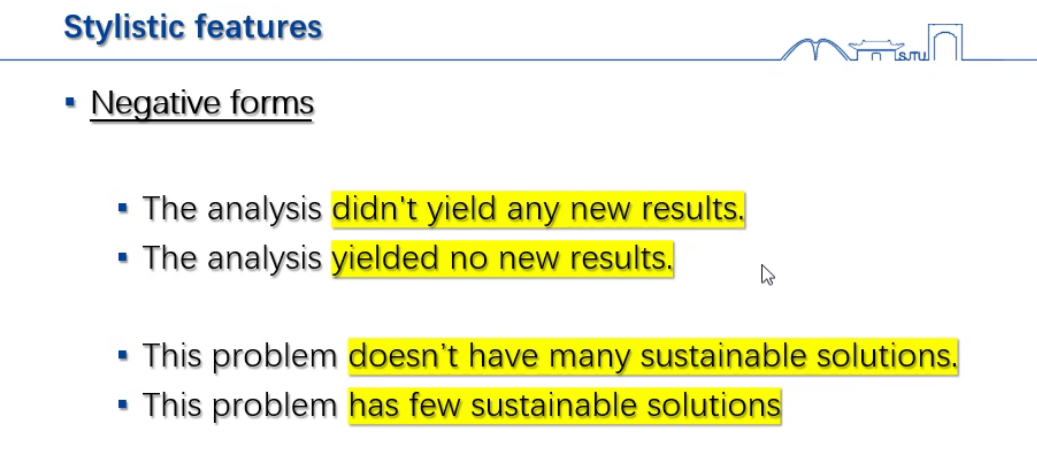 Stylistic features
SJTU
Negative forms
The analysis didn't yield any new results.
The analysis yielded no new results.
This problem doesn't have many sustainable solutions.
This problem has few sustainable solutions